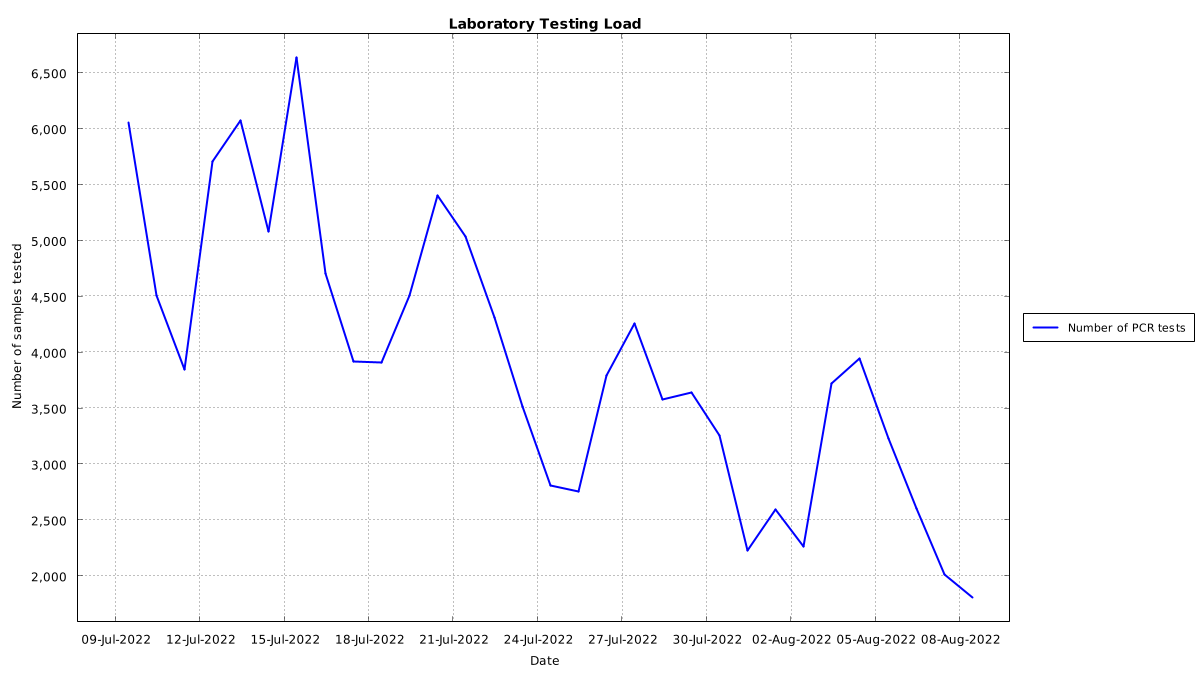 Laboratory Testing Load
6,500
6,000
5,500
5,000
4,500
4,000
3,500
3,000
2,500
2,000
Number of samples tested
09-Jul-2022 12-Jul-2022 15-Jul-2022 18-Jul-2022 21-Jul-2022 24-Jul-2022 27-Jul-2022 30-Jul-2022 02-Aug-2022 05-Aug-2022 08-Aug-2022
Date
Number of PCR tests